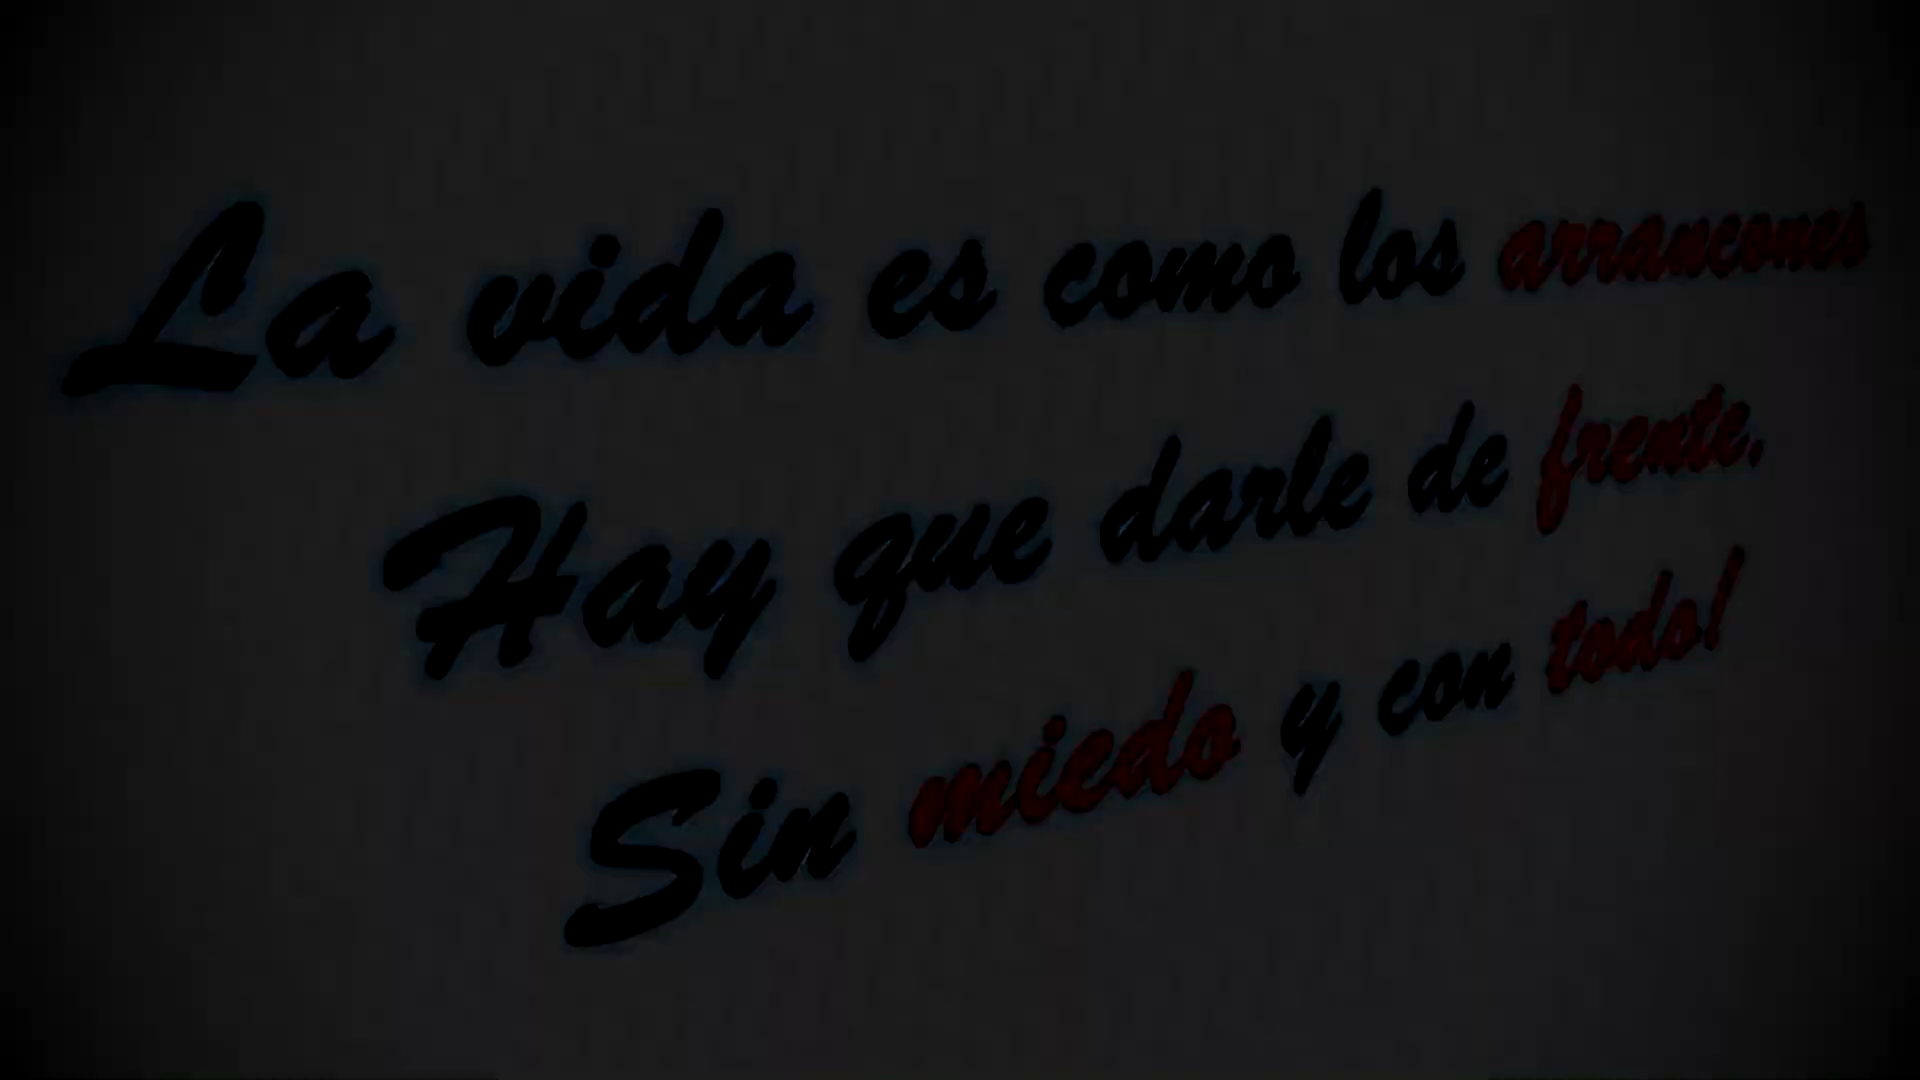 La vida es como los arrancones
Hay que darle de frente.
Sin miedo y con todo!